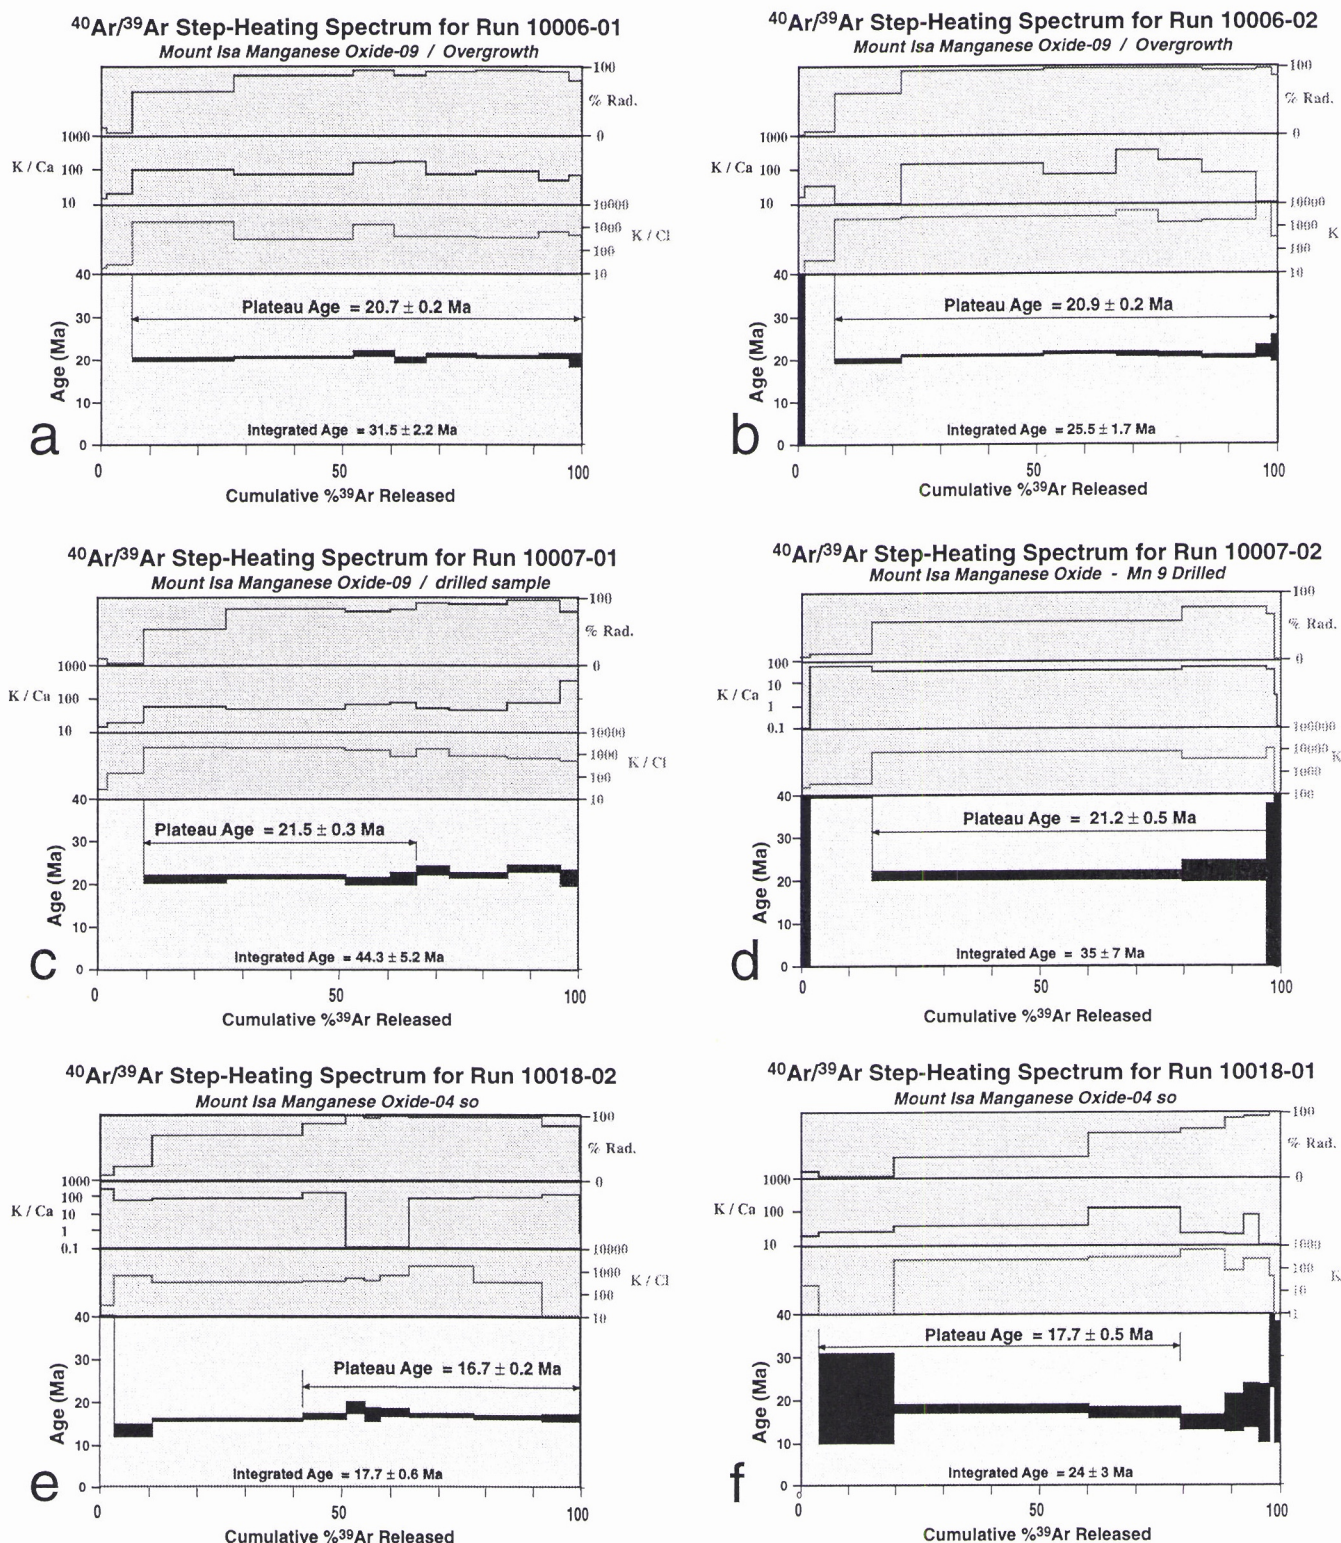 40Ar/39Ar Step-Heating Spectrum for Run 10006-01
Mount Isa Manganese Oxide-09 / Overgrowth
100
% Rad.
0
1000
K / Ca 100
10
10000
1000
K / Cl
100
10
40
30
20
10
0
Age (Ma)
Plateau Age = 20.7 ± 0.2 Ma
Integrated Age = 31.5 ± 2.2 Ma
a
0 50 100
Cumulative %39Ar Released
40Ar/39Ar Step-Heating Spectrum for Run 10006-02
Mount Isa Manganese Oxide-09 / Overgrowth
100
% Rad.
0
1000
K / Ca 100
10
10000
1000
K
100
10
40
30
20
10
0
Age (Ma)
Plateau Age = 20.9 ± 0.2 Ma
Integrated Age = 25.5 ± 1.7 Ma
b
0 50 100
Cumulative %39Ar Released
40Ar/39Ar Step-Heating Spectrum for Run 10007-01
Mount Isa Manganese Oxide-09 / drilled sample
100
% Rad.
0
1000
K / Ca 100
10
10000
1000 K / Cl
100
10
40
30
20
10
0
Age (Ma)
Plateau Age = 21.5 ± 0.3 Ma
Integrated Age = 44.3 ± 5.2 Ma
c
0 50 100
Cumulative %39Ar Released
40Ar/39Ar Step-Heating Spectrum for Run 10007-02
Mount Isa Manganese Oxide - Mn 9 Drilled
100
% Rad.
0
100
10
K / Ca
1
0.1
100000
10000 K
1000
100
40
30
20
10
0
Age (Ma)
Plateau Age = 21.2 ± 0.5 Ma
Integrated Age = 35 ± 7 Ma
d
0 50 100
Cumulative %39Ar Released
40Ar/39Ar Step-Heating Spectrum for Run 10018-02
Mount Isa Manganese Oxide-04 so
100
% Rad.
0
1000
100
K / Ca 10
1
0.1
10000
1000 K / Cl
100
10
40
30
20
10
0
Age (Ma)
Plateau Age = 16.7 ± 0.2 Ma
Integrated Age = 17.7 ± 0.6 Ma
e
0 50 100
Cumulative %39Ar Released
40Ar/39Ar Step-Heating Spectrum for Run 10018-01
Mount Isa Manganese Oxide-04 so
100
% Rad.
0
1000
K / Ca 100
10
1000
100
K
10
1
40
30
20
10
0
Age (Ma)
Plateau Age = 17.7 ± 0.5 Ma
Integrated Age = 24 ± 3 Ma
f
0 50 100
Cumulative %39Ar Released